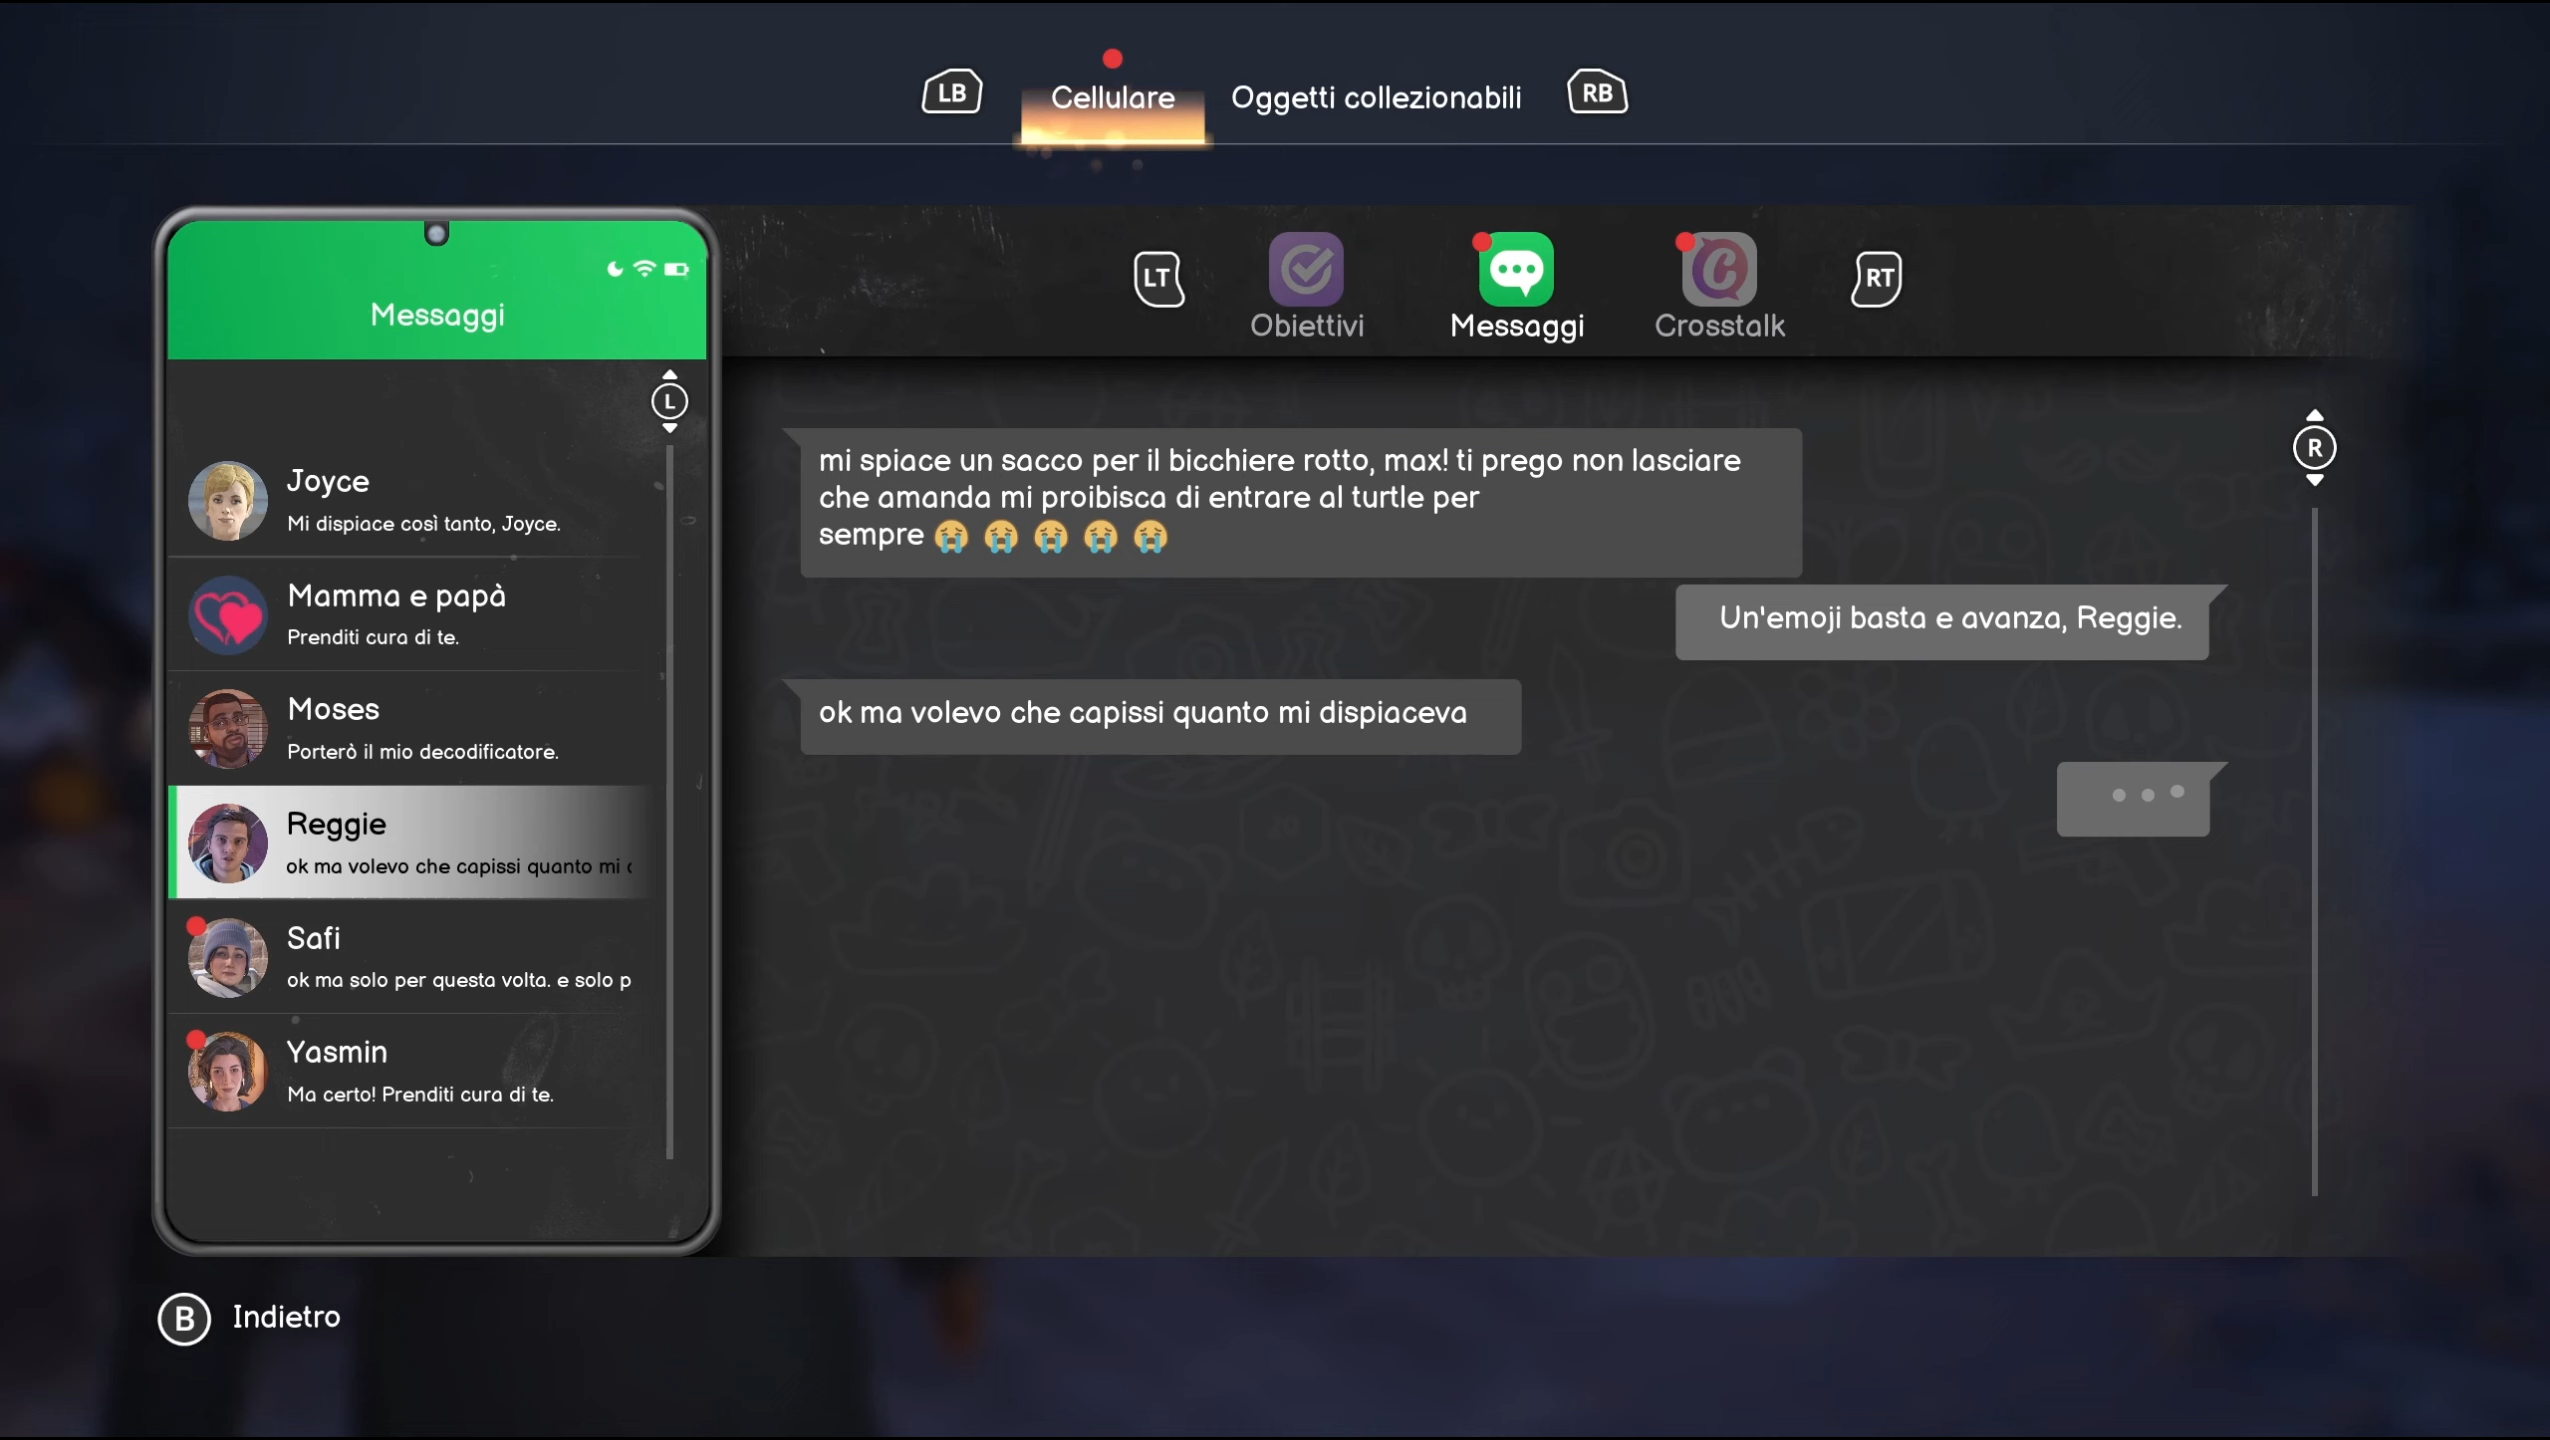 LB
Cellulare
Oggetti collezionabili
RB
Messaggi
LT
Obiettivi
Messaggi
Crosstalk
RT
L
Joyce
Mi dispiace così tanto, Joyce.
Mamma e papà
Prenditi cura di te.
Moses
Porterò il mio decodificatore.
Reggie
ok ma volevo che capissi quanto mi
Safi
ok ma solo per questa volta. e solo p
Yasmin
Ma certo! Prenditi cura di te.
mi spiace un sacco per il bicchiere rotto, max! ti prego non lasciare
che amanda mi proibisca di entrare al turtle per
sempre 😭 😭 😭 😭 😭
Un'emoji basta e avanza, Reggie.
ok ma volevo che capissi quanto mi dispiaceva
R
B Indietro